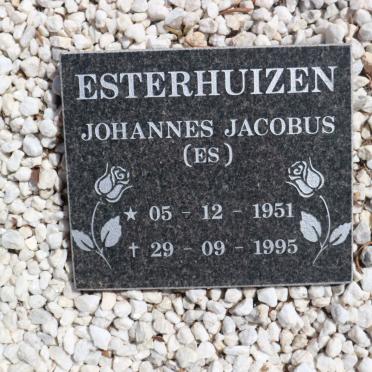 ESTERHUIZEN
JOHANNES JACOBUS
(ES)
★ 05 - 12 - 1951
✝ 29 - 09 - 1995